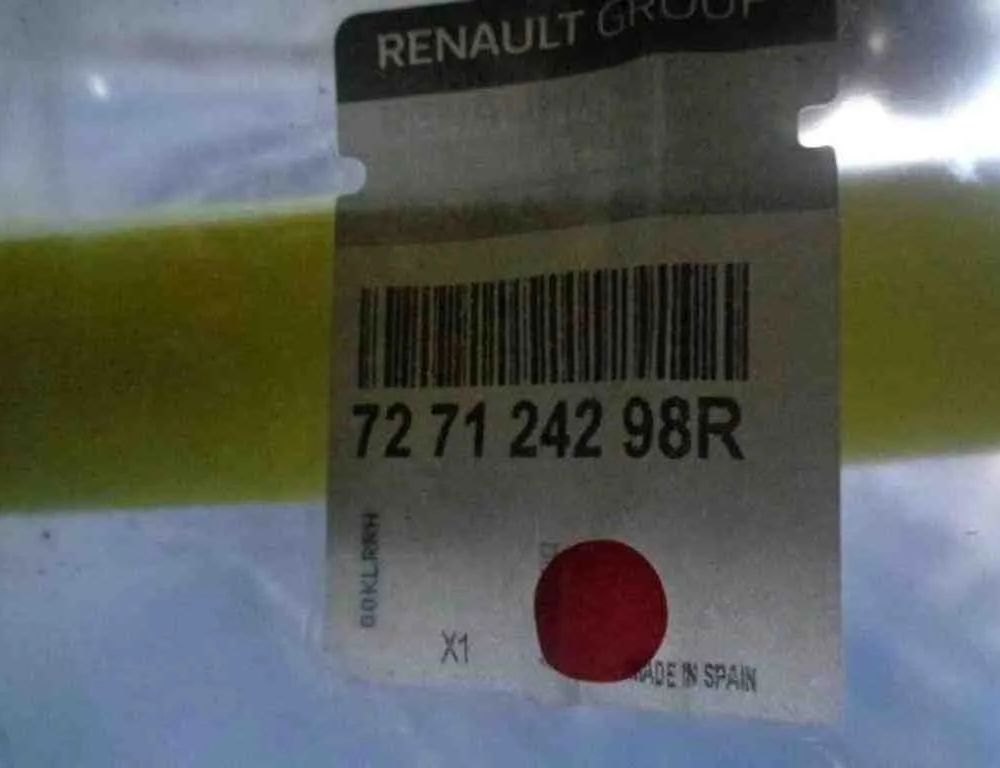 RENAULT GROUP
72 71 242 98R
X1
MADE IN SPAIN